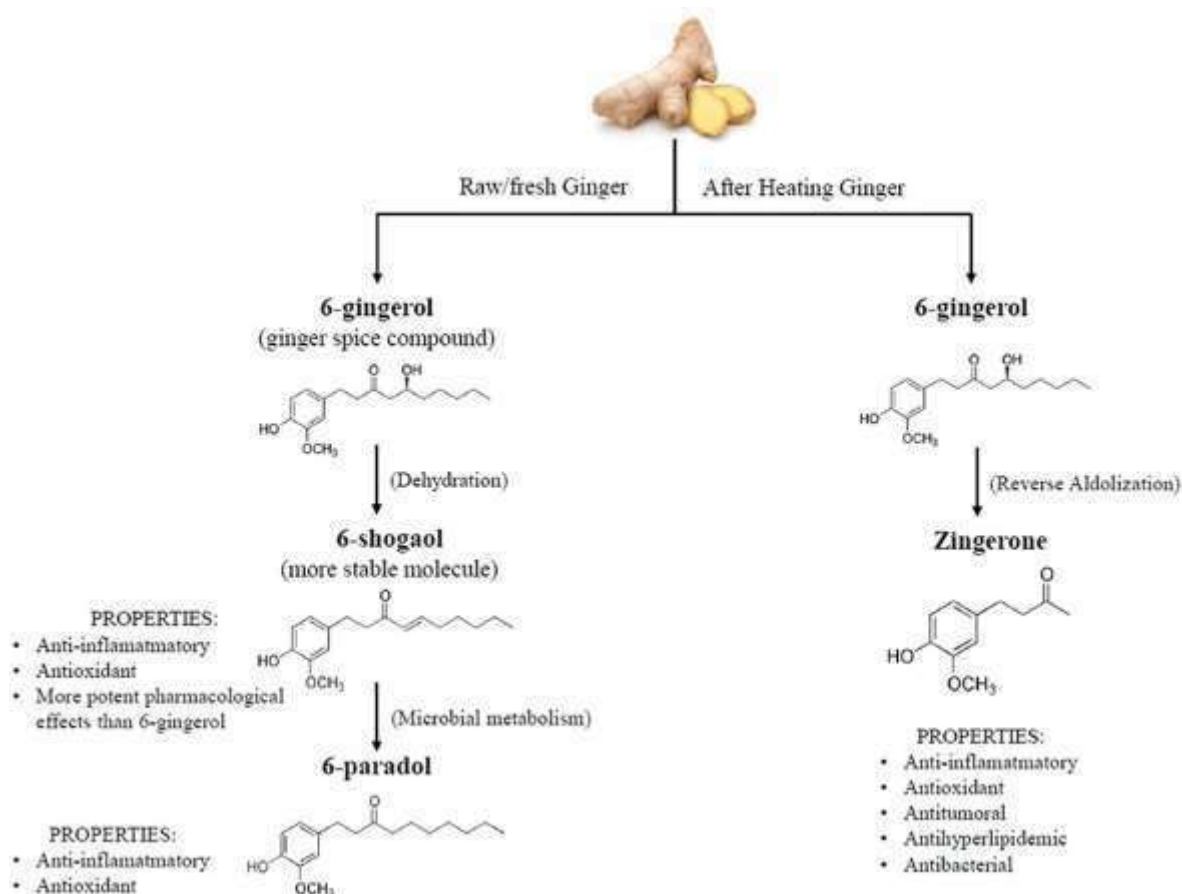 Raw/fresh Ginger
After Heating Ginger
6-gingerol
(ginger spice compound)
O
OH
HO
OCH3
6-gingerol
O
OH
HO
OCH3
(Dehydration)
(Reverse Aldolization)
6-shogaol
(more stable molecule)
O
HO
OCH3
PROPERTIES:
• Anti-inflamatmatory
• Antioxidant
• More potent pharmacological
effects than 6-gingerol
Zingerone
O
HO
OCH3
(Microbial metabolism)
6-paradol
O
HO
OCH3
PROPERTIES:
• Anti-inflamatmatory
• Antioxidant
PROPERTIES:
• Anti-inflamatmatory
• Antioxidant
• Antitumoral
• Antihyperlipidemic
• Antibacterial